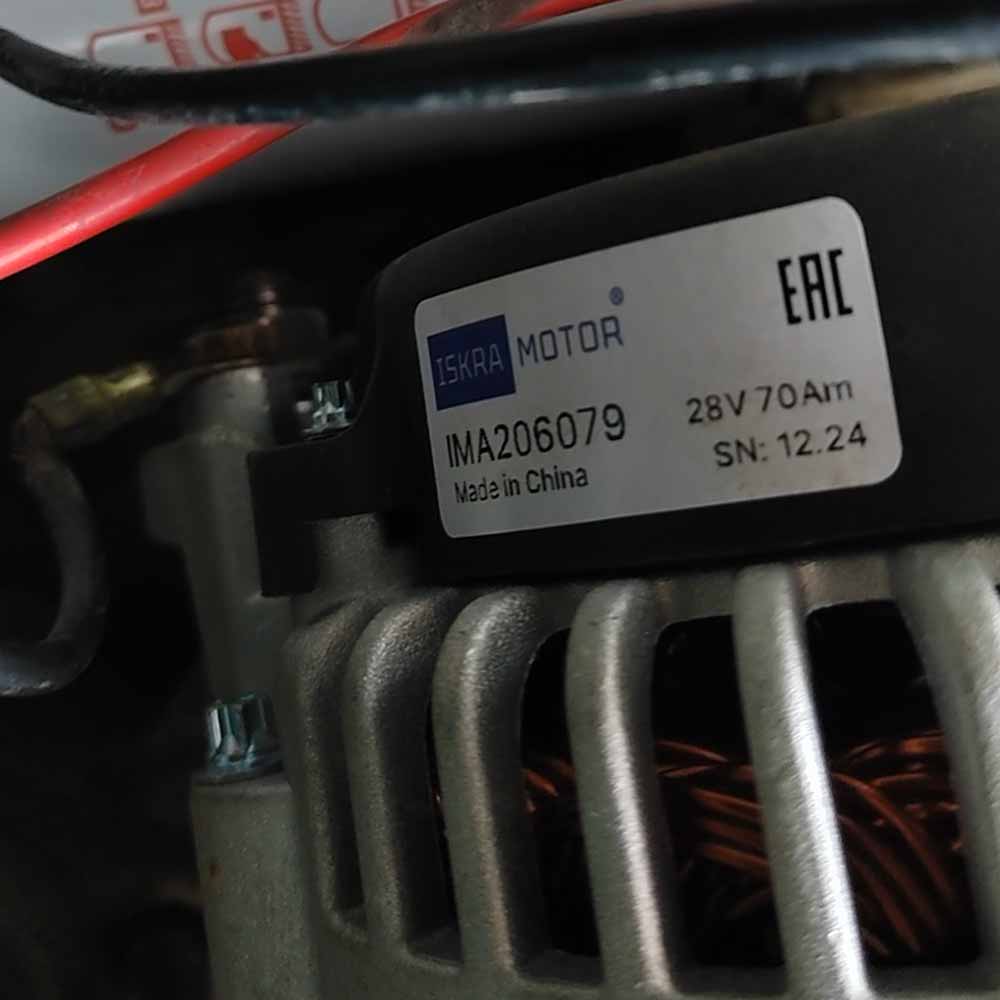 EAC
ISKRA MOTOR®
IMA206079
28V 70Am
Made in China
SN: 12.24